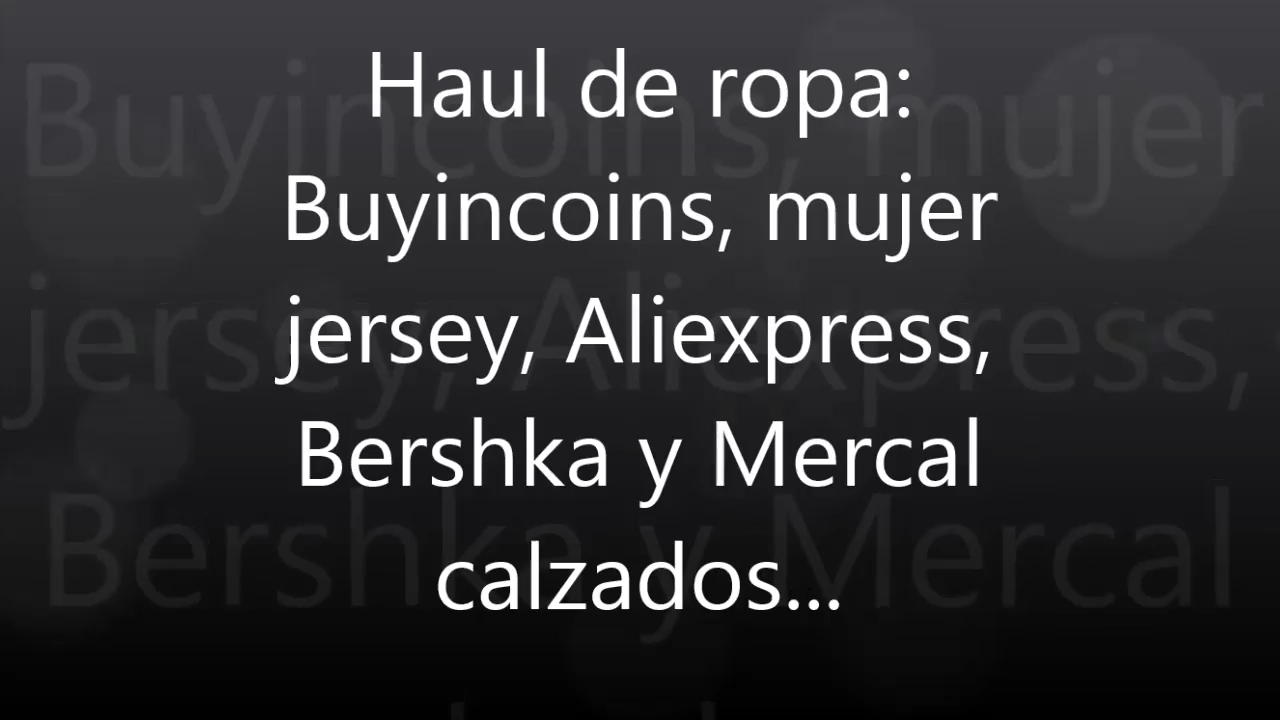 Haul de ropa:
Buyincoins, mujer
jersey, Aliexpress,
Bershka y Mercal
calzados...